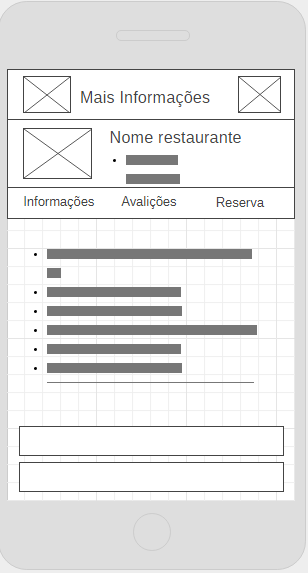 Mais Informações
Nome restaurante
Informações Avalições Reserva